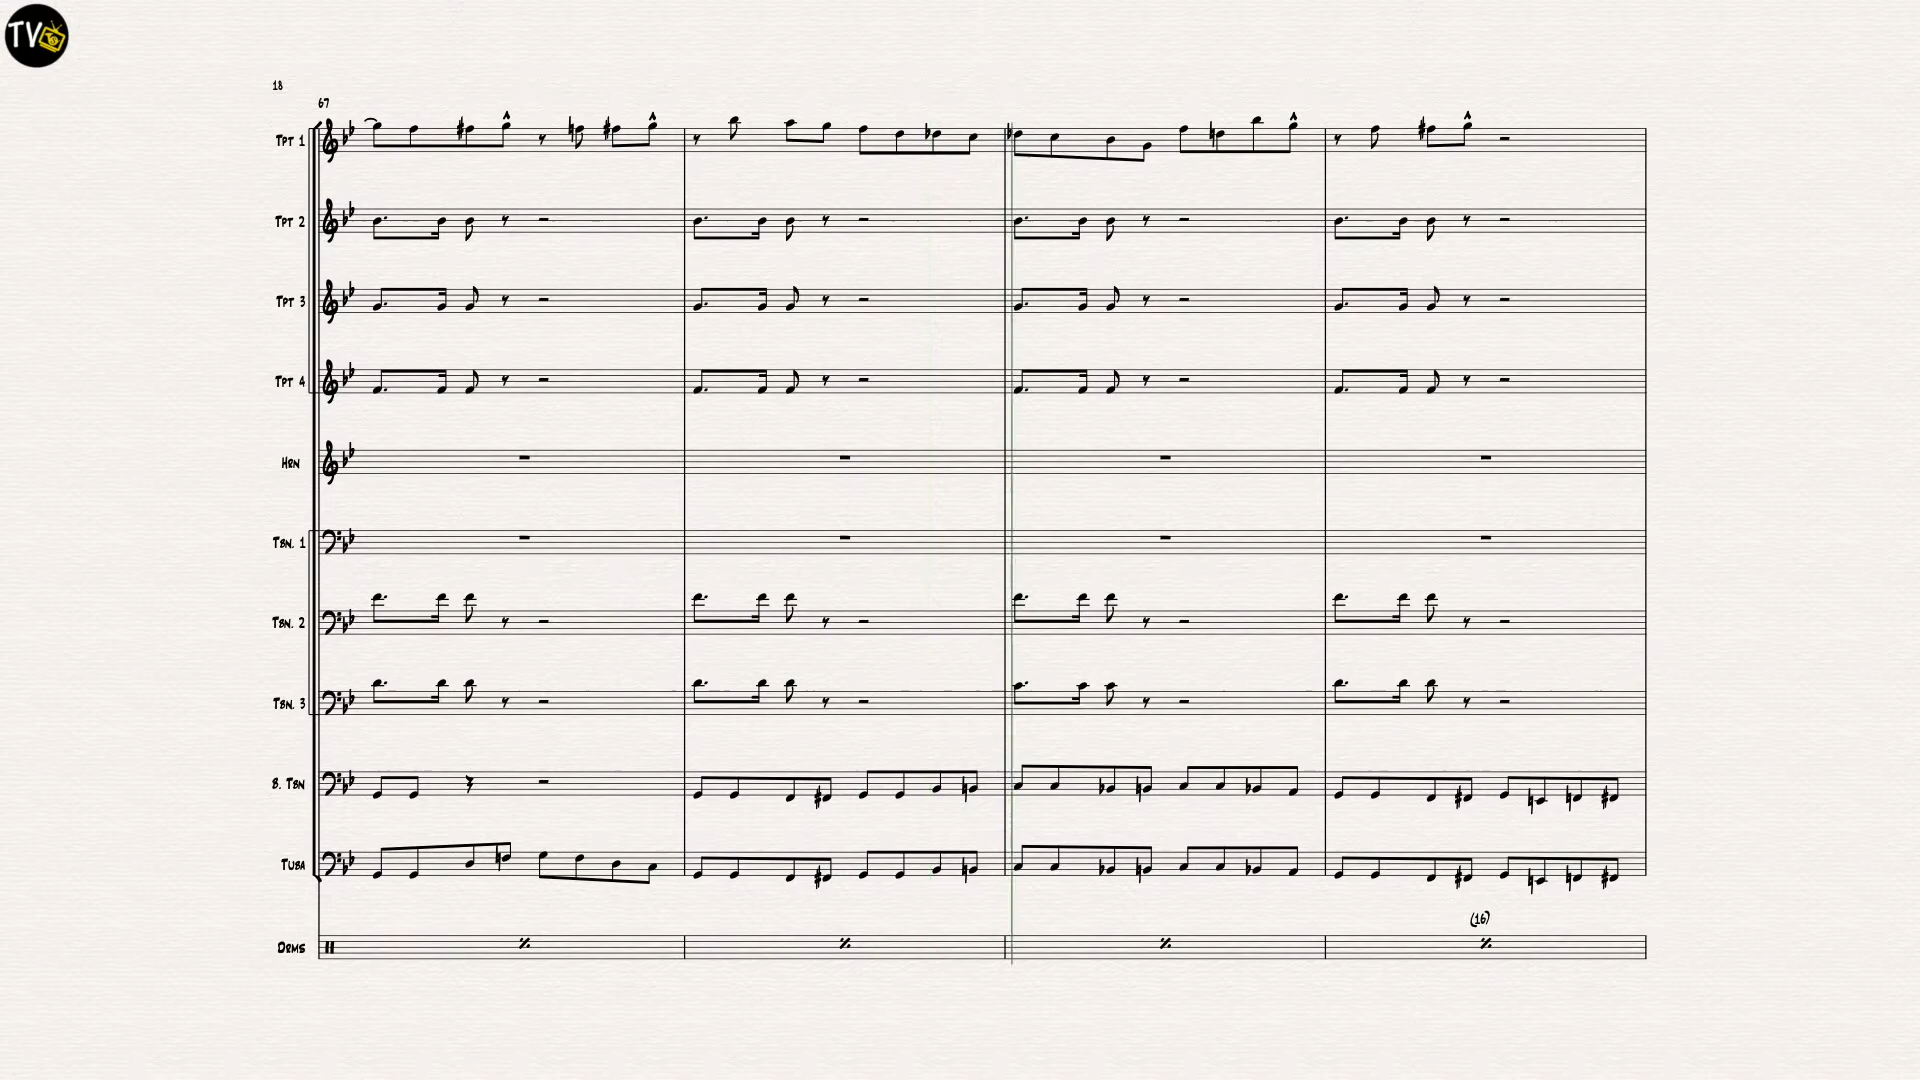 TV
18
67
TPT 1
TPT 2
TPT 3
TPT 4
HRN
TBN. 1
TBN. 2
TBN. 3
B. TBN
TUBA
(16)
DRMS